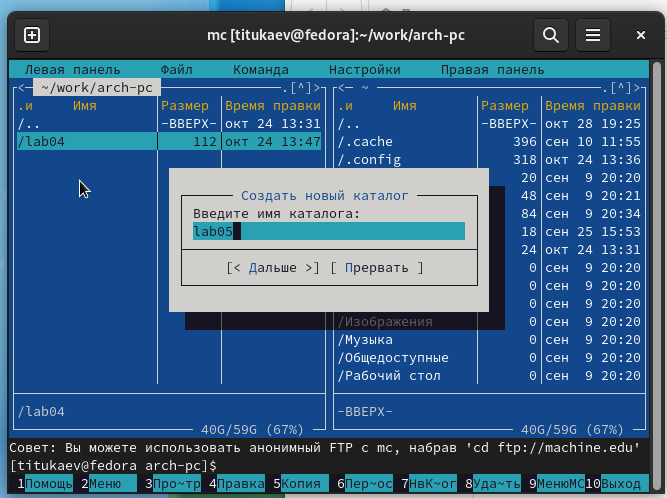 mc [titukaev@fedora]:~/work/arch-pc
Левая панель Файл Команда Настройки Правая панель
<— ~/work/arch-pc .[^]> <— ~ .[^]>
.и Имя Размер Время правки .и Имя Размер Время правки
/.. -ВВЕРХ- окт 24 13:31 /.. -ВВЕРХ- окт 28 19:25
/lab04 112 окт 24 13:47 /.cache 396 сен 10 11:55
/.config 318 окт 24 13:36
20 сен 9 20:20
Создать новый каталог 48 сен 9 20:21
Введите имя каталога: 84 сен 9 20:34
lab05 18 сен 25 15:53
24 окт 24 13:31
[< Дальше >] [ Прервать ] 0 сен 9 20:20
0 сен 9 20:20
0 сен 9 20:20
/Изображения 0 сен 9 20:20
/Музыка 0 сен 9 20:20
/Общедоступные 0 сен 9 20:20
/Рабочий стол 0 сен 9 20:20
/lab04 -ВВЕРХ-
40G/59G (67%) 40G/59G (67%)
Совет: Вы можете использовать анонимный FTP с mc, набрав 'cd ftp://machine.edu'
[titukaev@fedora arch-pc]$
1Помощь 2Меню 3Про~тр 4Правка 5Копия 6Пер~ос 7НвК~ог 8Уда~ть 9МенюMC 10Выход